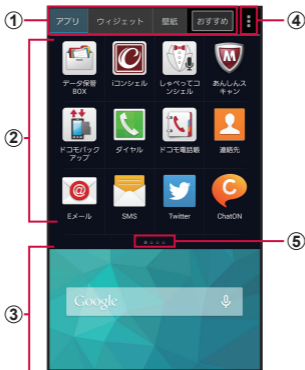 ① アプリ ウィジェット 壁紙 おすすめ ④
②
データ保管BOX iコンシェル しゃべってコンシェル あんしんスキャン
ドコモバックアップ ダイヤル ドコモ電話帳 連絡先
Eメール SMS Twitter ChatON
⑤
③ Google